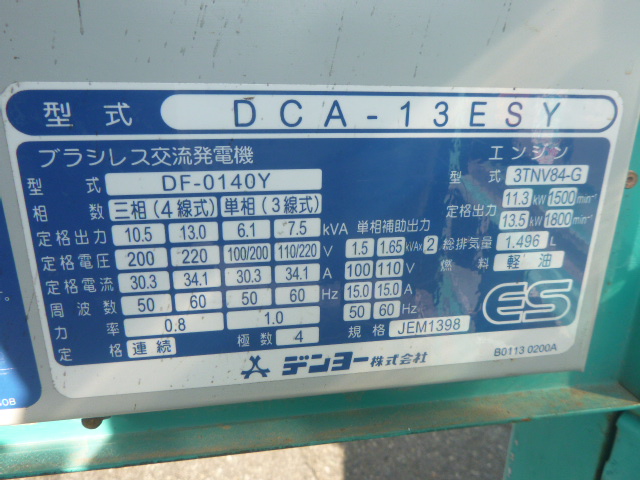 型式 DCA-13ESY
ブラシレス交流発電機 エンジン
型式 DF-0140Y 型式 3TNV84-G
相数 三相(4線式) 単相(3線式) 定格出力 11.3 kW 1500 min⁻¹
定格出力 10.5 13.0 6.1 7.5 kVA 単相補助出力 13.5 kW 1800 min⁻¹
定格電圧 200 220 100/200 110/220 V 1.5 1.65 kVAx 2 総排気量 1.496 L
定格電流 30.3 34.1 30.3 34.1 A 100 110 V 燃料 軽油
周波数 50 60 50 60 Hz 15.0 15.0 A
力率 0.8 1.0 50 60 Hz ES
定格 連続 極数 4 規格 JEM1398
デンヨー株式会社 B0113 0200A